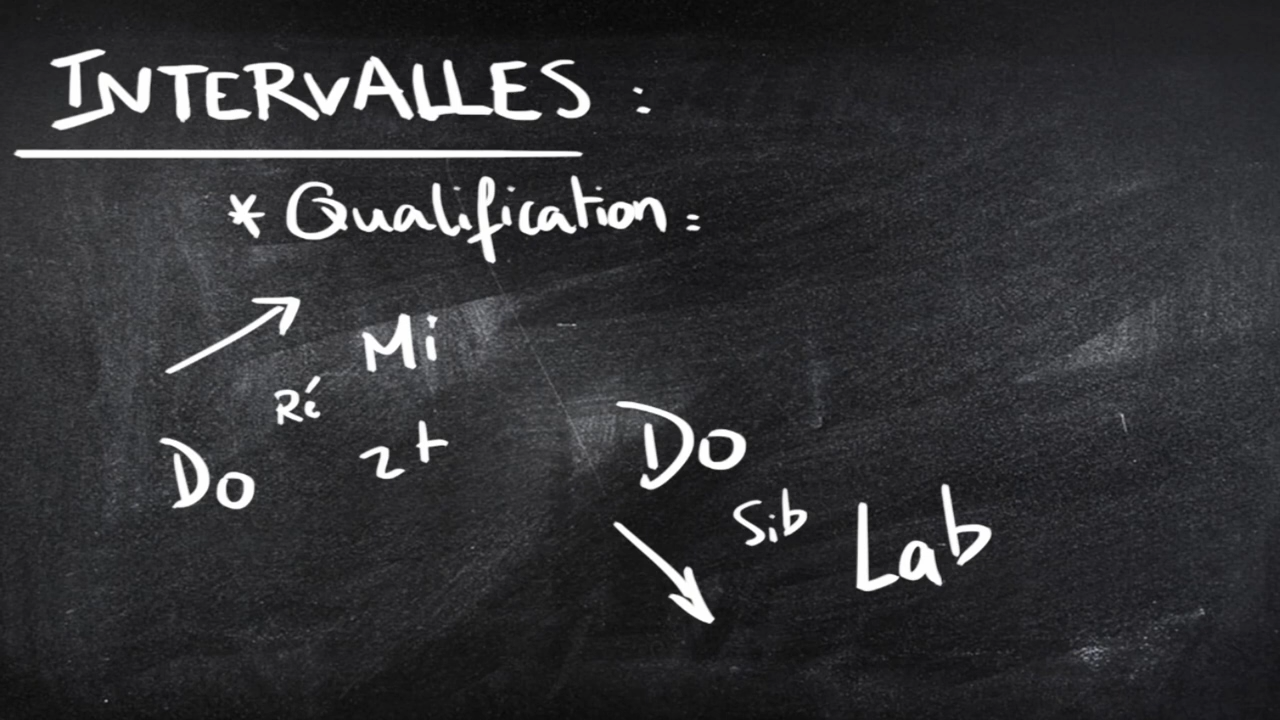 INTERVALLES :
* Qualification :
Mi
Ré
Do
2t
Do
Sib
Lab